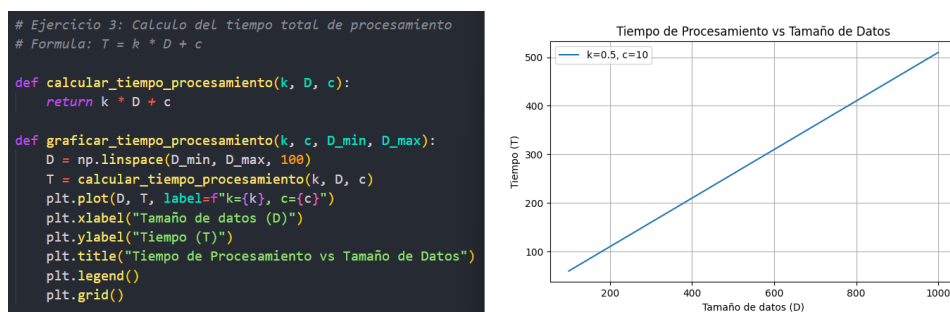 # Ejercicio 3: Calculo del tiempo total de procesamiento
# Formula: T = k * D + c
def calcular_tiempo_procesamiento(k, D, c):
    return k * D + c
def graficar_tiempo_procesamiento(k, c, D_min, D_max):
    D = np.linspace(D_min, D_max, 100)
    T = calcular_tiempo_procesamiento(k, D, c)
    plt.plot(D, T, label=f"k={k}, c={c}")
    plt.xlabel("Tamaño de datos (D)")
    plt.ylabel("Tiempo (T)")
    plt.title("Tiempo de Procesamiento vs Tamaño de Datos")
    plt.legend()
    plt.grid()
Tiempo de Procesamiento vs Tamaño de Datos
k=0.5, c=10
Tiempo (T)
500
400
300
200
100
200 400 600 800 1000
Tamaño de datos (D)